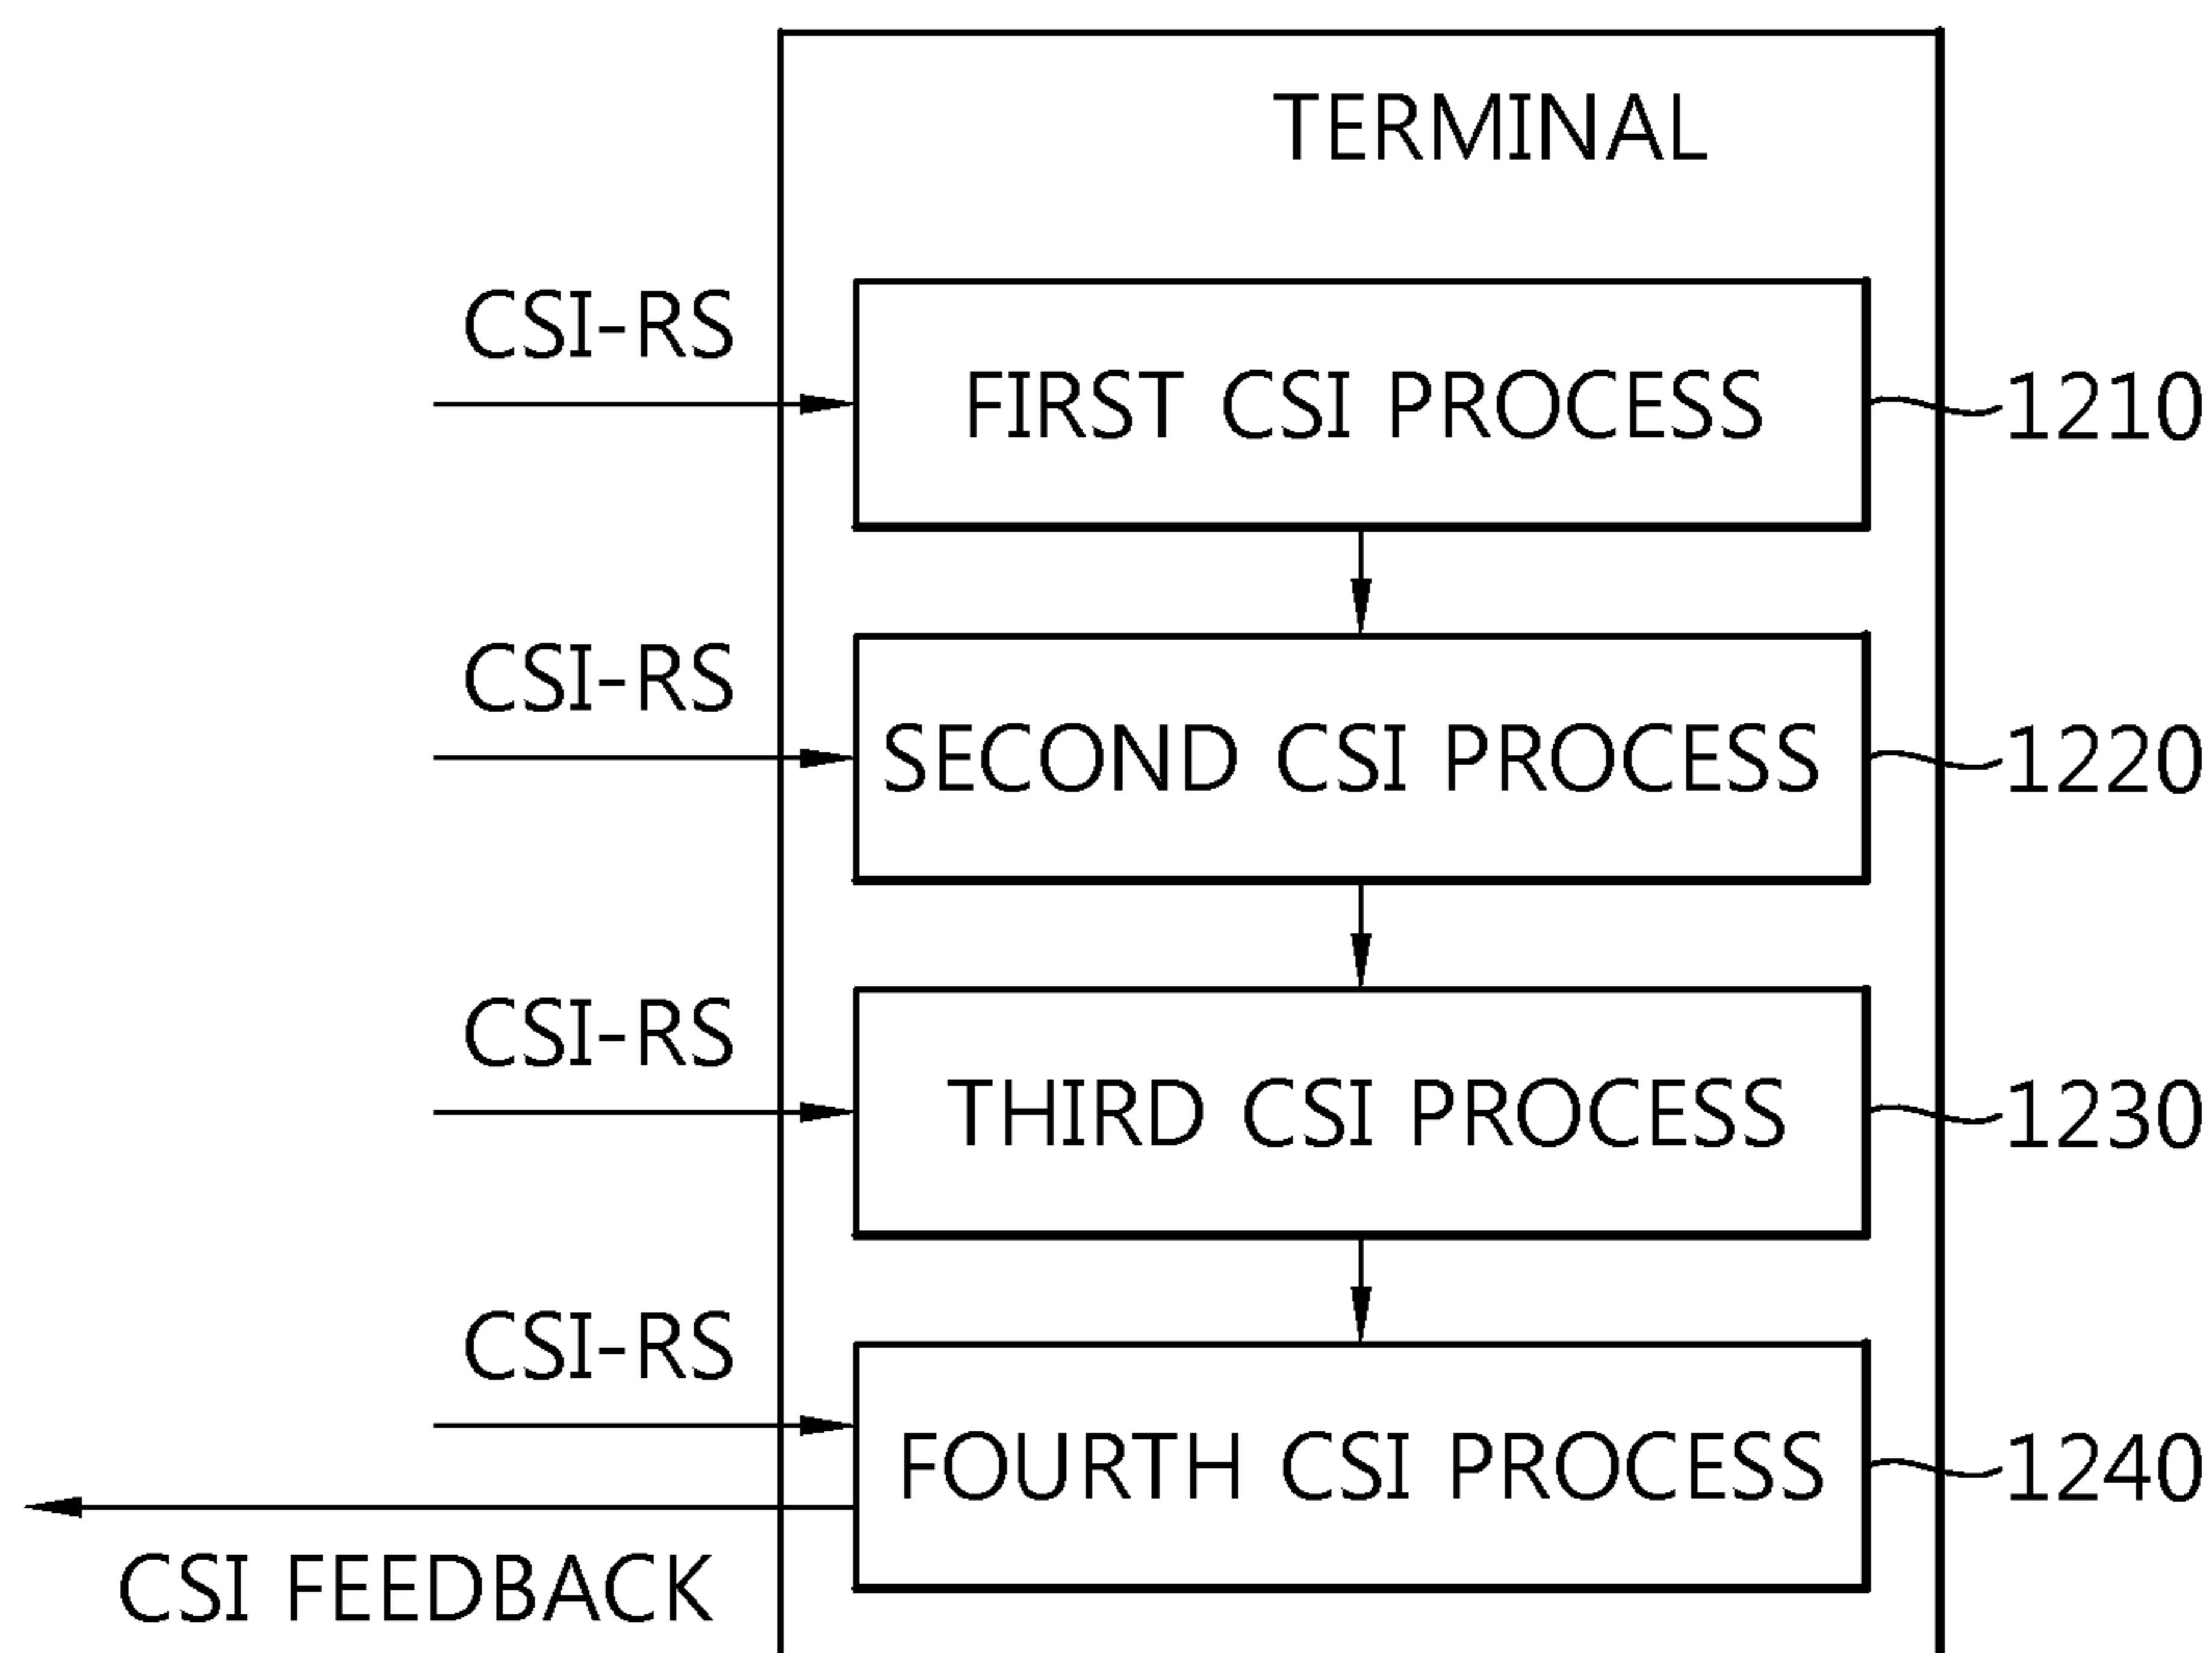 TERMINAL
CSI-RS
FIRST CSI PROCESS
1210
CSI-RS
SECOND CSI PROCESS
1220
CSI-RS
THIRD CSI PROCESS
1230
CSI-RS
FOURTH CSI PROCESS
1240
CSI FEEDBACK